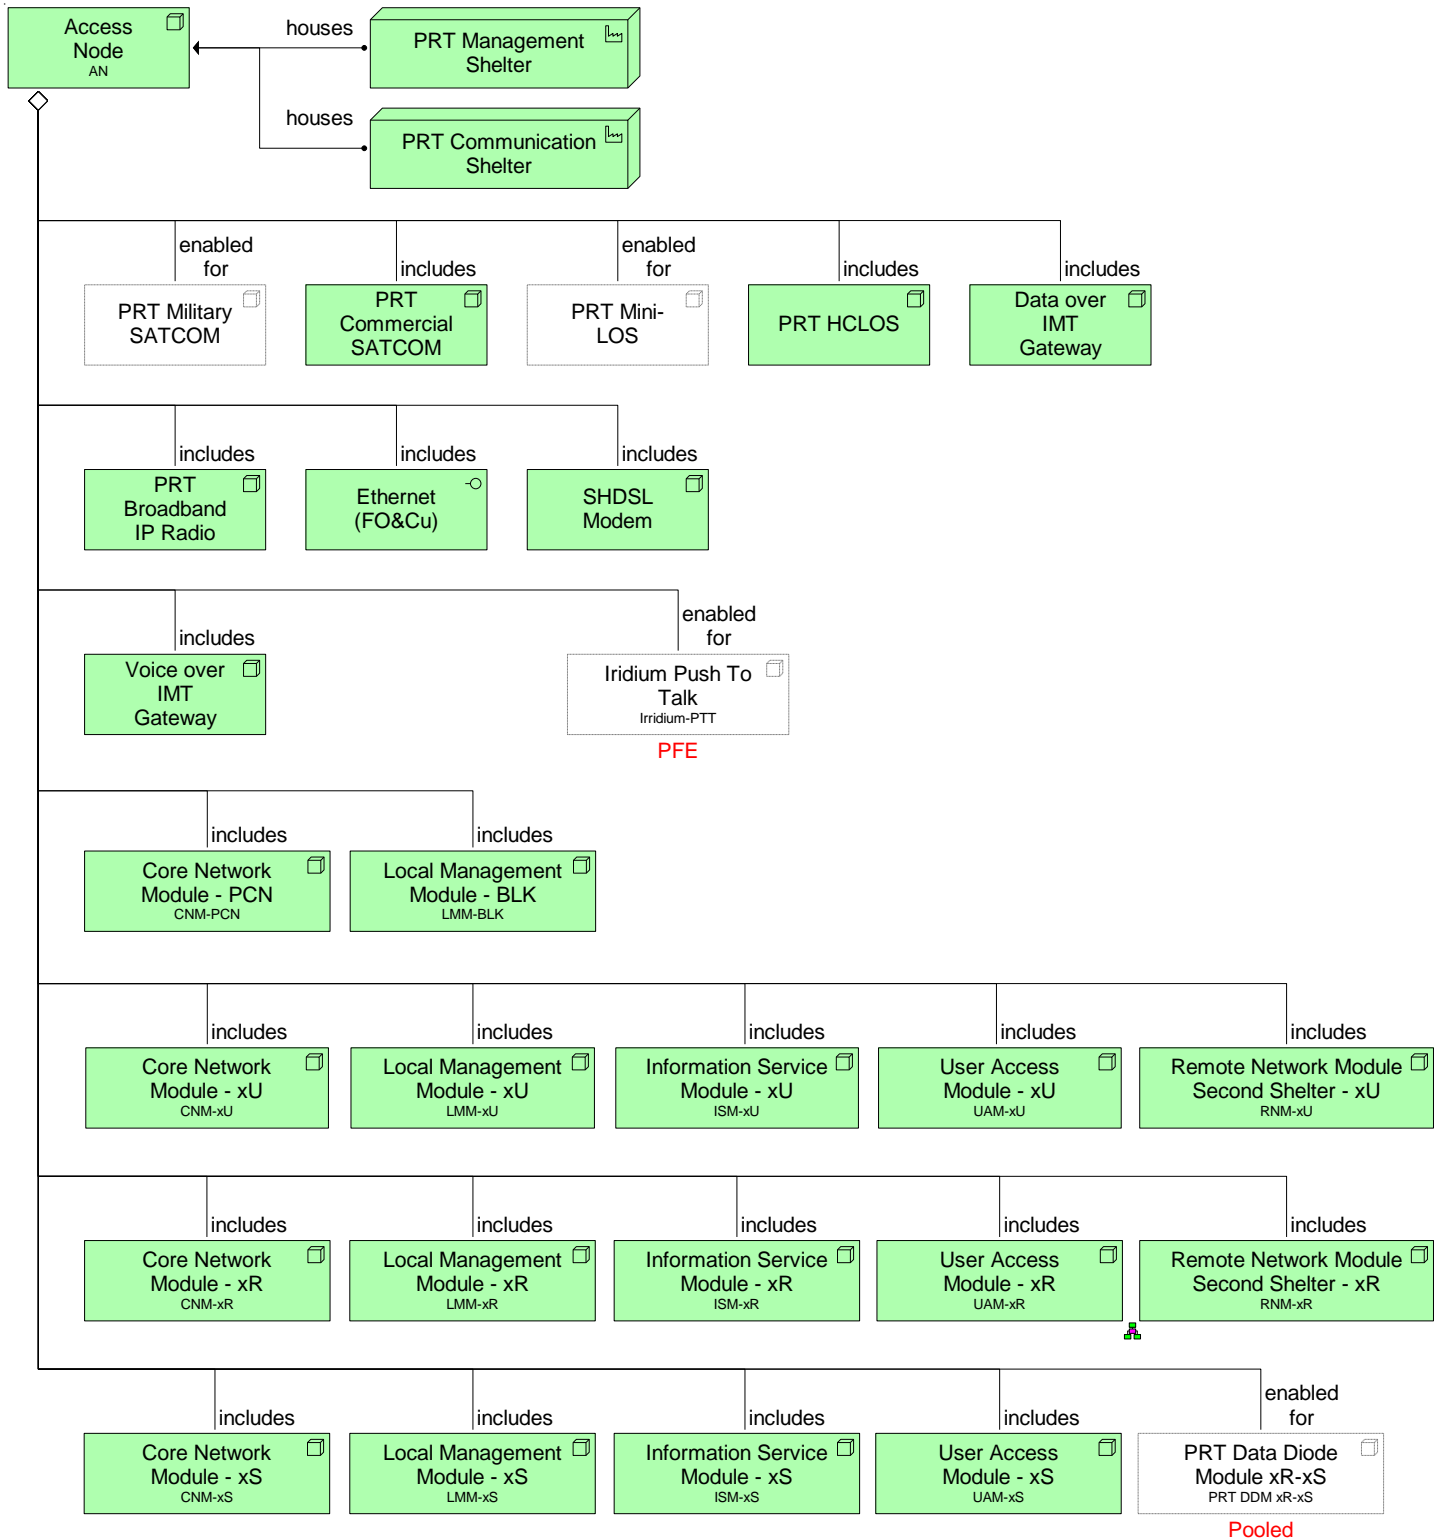 Access
Node
AN
houses
PRT Management
Shelter
houses
PRT Communication
Shelter
enabled
for
includes
enabled
for
includes
includes
PRT Military
SATCOM
PRT
Commercial
SATCOM
PRT Mini-
LOS
PRT HCLOS
Data over
IMT
Gateway
includes
includes
includes
PRT
Broadband
IP Radio
Ethernet
(FO&Cu)
SHDSL
Modem
includes
enabled
for
Voice over
IMT
Gateway
Iridium Push To
Talk
Irridium-PTT
PFE
includes
includes
Core Network
Module - PCN
CNM-PCN
Local Management
Module - BLK
LMM-BLK
includes
includes
includes
includes
includes
Core Network
Module - xU
CNM-xU
Local Management
Module - xU
LMM-xU
Information Service
Module - xU
ISM-xU
User Access
Module - xU
UAM-xU
Remote Network Module
Second Shelter - xU
RNM-xU
includes
includes
includes
includes
includes
Core Network
Module - xR
CNM-xR
Local Management
Module - xR
LMM-xR
Information Service
Module - xR
ISM-xR
User Access
Module - xR
UAM-xR
Remote Network Module
Second Shelter - xR
RNM-xR
includes
includes
includes
includes
enabled
for
Core Network
Module - xS
CNM-xS
Local Management
Module - xS
LMM-xS
Information Service
Module - xS
ISM-xS
User Access
Module - xS
UAM-xS
PRT Data Diode
Module xR-xS
PRT DDM xR-xS
Pooled